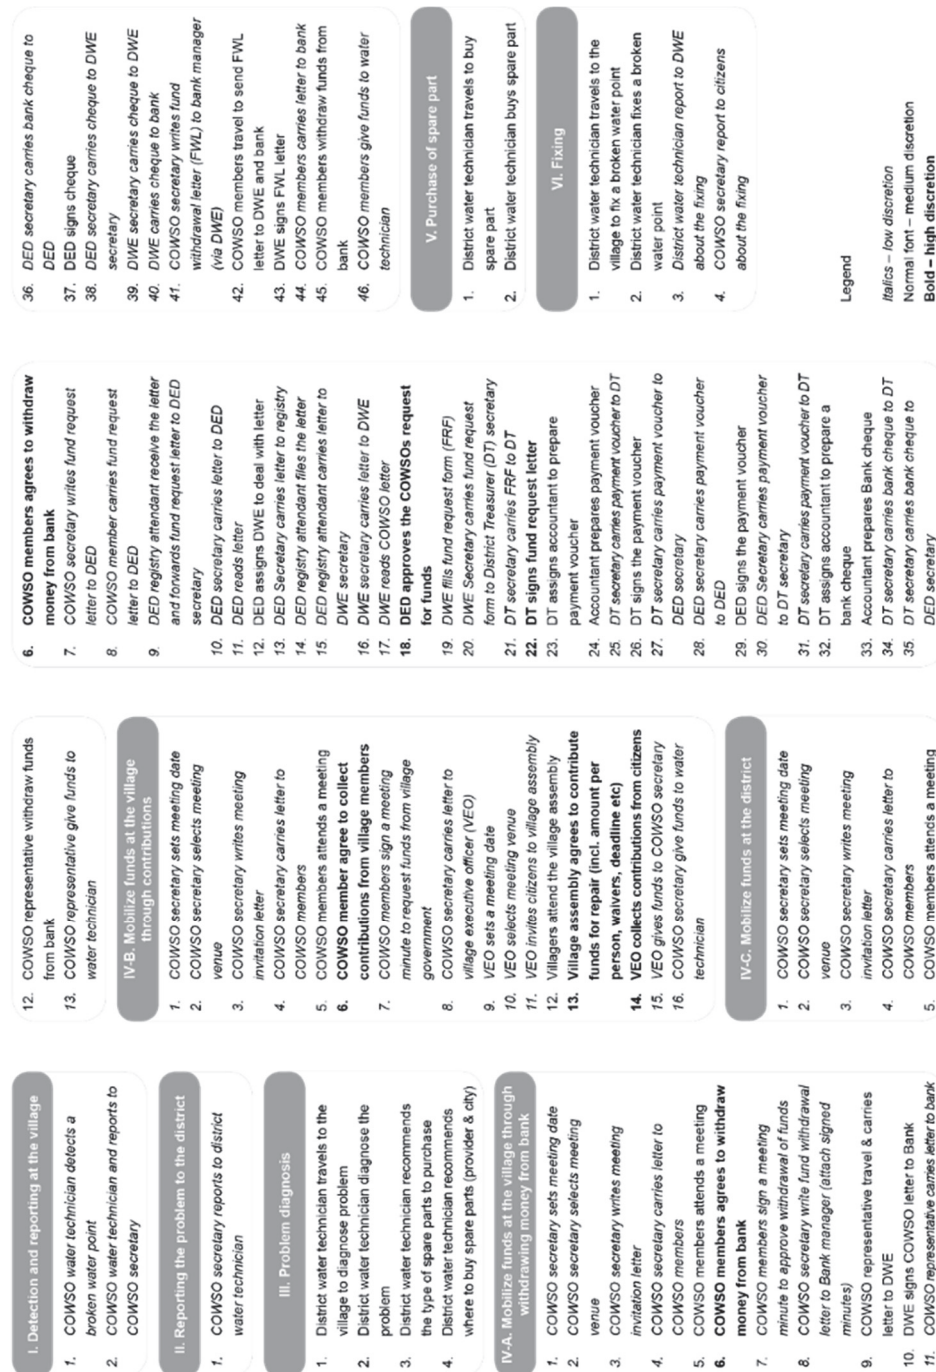 I. Detection and reporting at the village
1. COWSO water technician detects a
broken water point
2. COWSO water technician and reports to
COWSO secretary
II. Reporting the problem to the district
1. COWSO secretary reports to district
water technician
III. Problem diagnosis
1. District water technician travels to the
village to diagnose problem
2. District water technician diagnose the
problem
3. District water technician recommends
the type of spare parts to purchase
4. District water technician recommends
where to buy spare parts (provider & city)
IV-A. Mobilize funds at the village through
withdrawing money from bank
1. COWSO secretary sets meeting date
2. COWSO secretary selects meeting
venue
3. COWSO secretary writes meeting
invitation letter
4. COWSO secretary carries letter to
COWSO members
5. COWSO members attends a meeting
6. COWSO members agrees to withdraw
money from bank
7. COWSO members sign a meeting
minute to approve withdrawal of funds
8. COWSO secretary write fund withdrawal
letter to Bank manager (attach signed
minutes)
9. COWSO representative travel & carries
letter to DWE
10. DWE signs COWSO letter to Bank
11. COWSO representative carries letter to bank
12. COWSO representative withdraw funds
from bank
13. COWSO representative give funds to
water technician
IV-B. Mobilize funds at the village
through contributions
1. COWSO secretary sets meeting date
2. COWSO secretary selects meeting
venue
3. COWSO secretary writes meeting
invitation letter
4. COWSO secretary carries letter to
COWSO members
5. COWSO members attends a meeting
6. COWSO member agree to collect
contributions from village members
7. COWSO members sign a meeting
minute to request funds from village
government
8. COWSO secretary carries letter to
village executive officer (VEO)
9. VEO sets a meeting date
10. VEO selects meeting venue
11. VEO invites citizens to village assembly
12. Villagers attend the village assembly
13. Village assembly agrees to contribute
funds for repair (incl. amount per
person, waivers, deadline etc)
14. VEO collects contributions from citizens
15. VEO gives funds to COWSO secretary
16. COWSO secretary give funds to water
technician
IV-C. Mobilize funds at the district
1. COWSO secretary sets meeting date
2. COWSO secretary selects meeting
venue
3. COWSO secretary writes meeting
invitation letter
4. COWSO secretary carries letter to
COWSO members
5. COWSO members attends a meeting
6. COWSO members agrees to withdraw
money from bank
7. COWSO secretary writes fund request
letter to DED
8. COWSO member carries fund request
letter to DED
9. DED registry attendant receive the letter
and forwards fund request letter to DED
secretary
10. DED secretary carries letter to DED
11. DED reads letter
12. DED assigns DWE to deal with letter
13. DED Secretary carries letter to registry
14. DED registry attendant files the letter
15. DED registry attendant carries letter to
DWE secretary
16. DWE secretary carries letter to DWE
17. DWE reads COWSO letter
18. DED approves the COWSOs request
for funds
19. DWE fills fund request form (FRF)
20. DWE Secretary carries fund request
form to District Treasurer (DT) secretary
21. DT secretary carries FRF to DT
22. DT signs fund request letter
23. DT assigns accountant to prepare
payment voucher
24. Accountant prepares payment voucher
25. DT secretary carries payment voucher to DT
26. DT signs the payment voucher
27. DT secretary carries payment voucher to
DED secretary
28. DED secretary carries payment voucher
to DED
29. DED signs the payment voucher
30. DED Secretary carries payment voucher
to DT secretary
31. DT secretary carries payment voucher to DT
32. DT assigns accountant to prepare a
bank cheque
33. Accountant prepares Bank cheque
34. DT secretary carries bank cheque to DT
35. DT secretary carries bank cheque to
DED secretary
36. DED secretary carries bank cheque to
DED
37. DED signs cheque
38. DED secretary carries cheque to DWE
secretary
39. DWE secretary carries cheque to DWE
40. DWE carries cheque to bank
41. COWSO secretary writes fund
withdrawal letter (FWL) to bank manager
(via DWE)
42. COWSO members travel to send FWL
letter to DWE and bank
43. DWE signs FWL letter
44. COWSO members carries letter to bank
45. COWSO members withdraw funds from
bank
46. COWSO members give funds to water
technician
V. Purchase of spare part
1. District water technician travels to buy
spare part
2. District water technician buys spare part
VI. Fixing
1. District water technician travels to the
village to fix a broken water point
2. District water technician fixes a broken
water point
3. District water technician report to DWE
about the fixing
4. COWSO secretary report to citizens
about the fixing
Legend
Italics – low discretion
Normal font – medium discretion
Bold – high discretion